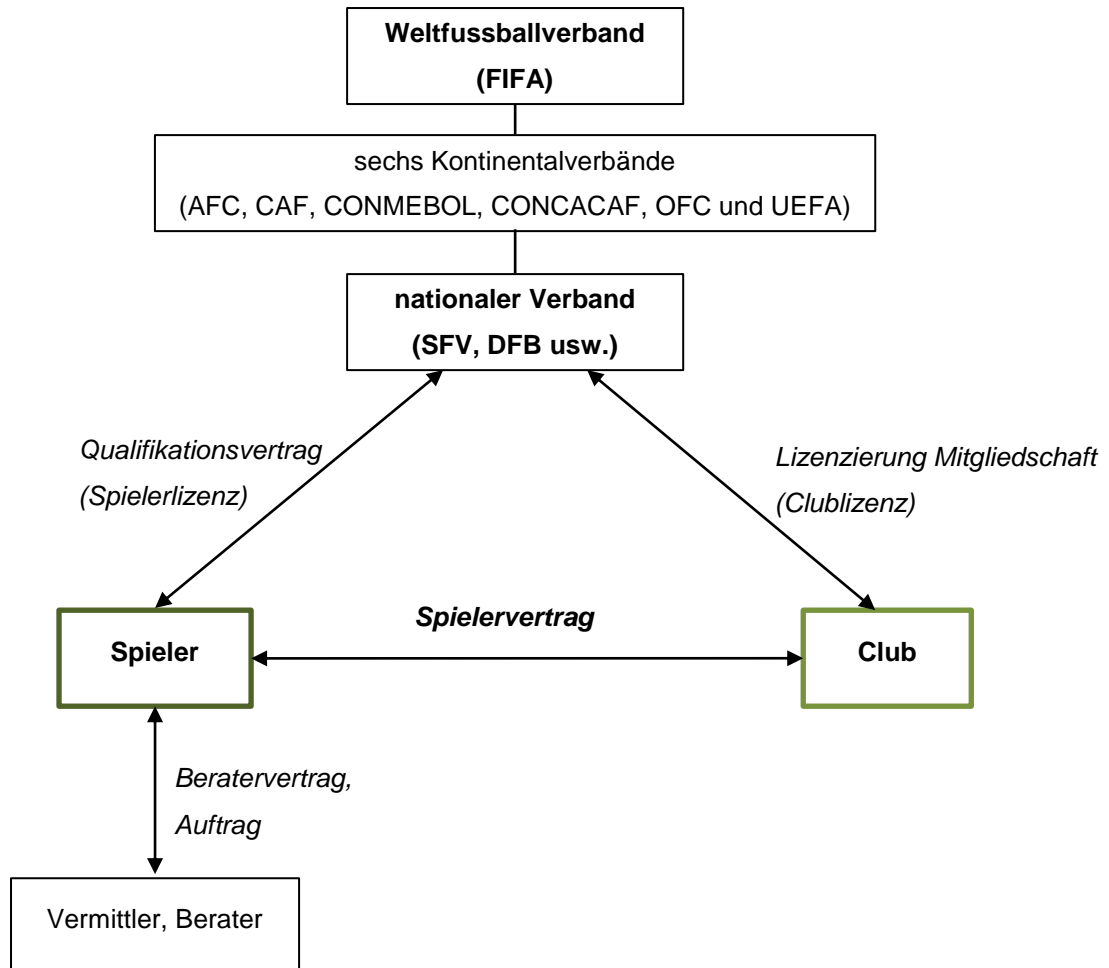 Weltfussballverband
(FIFA)
sechs Kontinentalverbände
(AFC, CAF, CONMEBOL, CONCACAF, OFC und UEFA)
nationaler Verband
(SFV, DFB usw.)
Qualifikationsvertrag
(Spielerlizenz)
Lizenzierung Mitgliedschaft
(Clublizenz)
Spieler
Spielervertrag
Club
Beratervertrag,
Auftrag
Vermittler, Berater